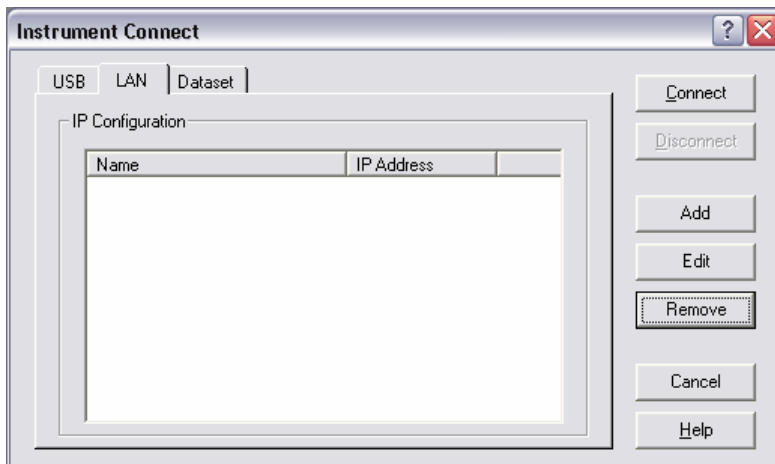 Instrument Connect
USB LAN Dataset
IP Configuration
Name IP Address
Connect
Disconnect
Add
Edit
Remove
Cancel
Help